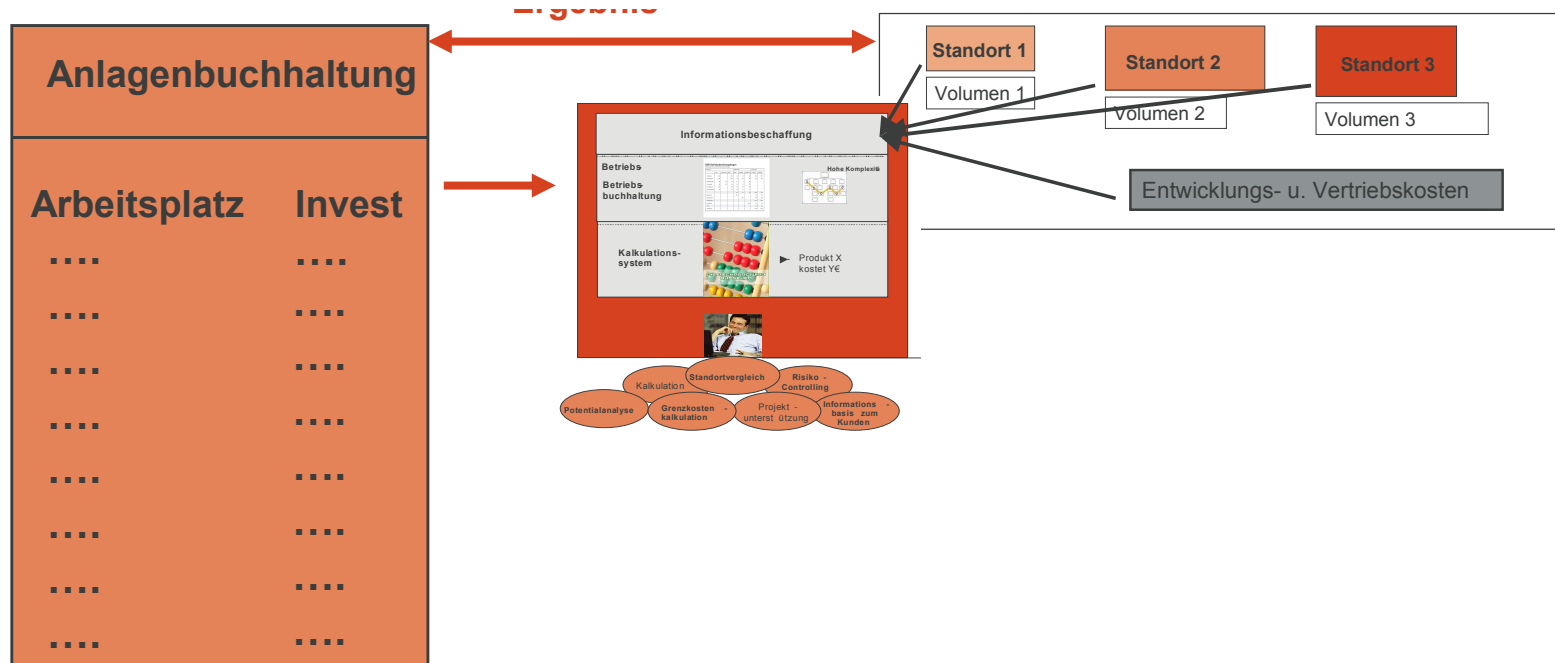 Ergebnis
Anlagenbuchhaltung
Arbeitsplatz Invest
.... ....
.... ....
.... ....
.... ....
.... ....
.... ....
.... ....
.... ....
Standort 1
Volumen 1
Standort 2
Volumen 2
Standort 3
Volumen 3
Entwicklungs- u. Vertriebskosten
Informationsbeschaffung
Betriebs-
Betriebs-
buchhaltung
Hohe Komplexität
Kalkulations-
system
Produkt X
kostet Y€
Kalkulation
Standortvergleich
Risiko -
Controlling
Potentialanalyse
Grenzkosten -
kalkulation
Projekt -
unterst ützung
Informations -
basis zum
Kunden